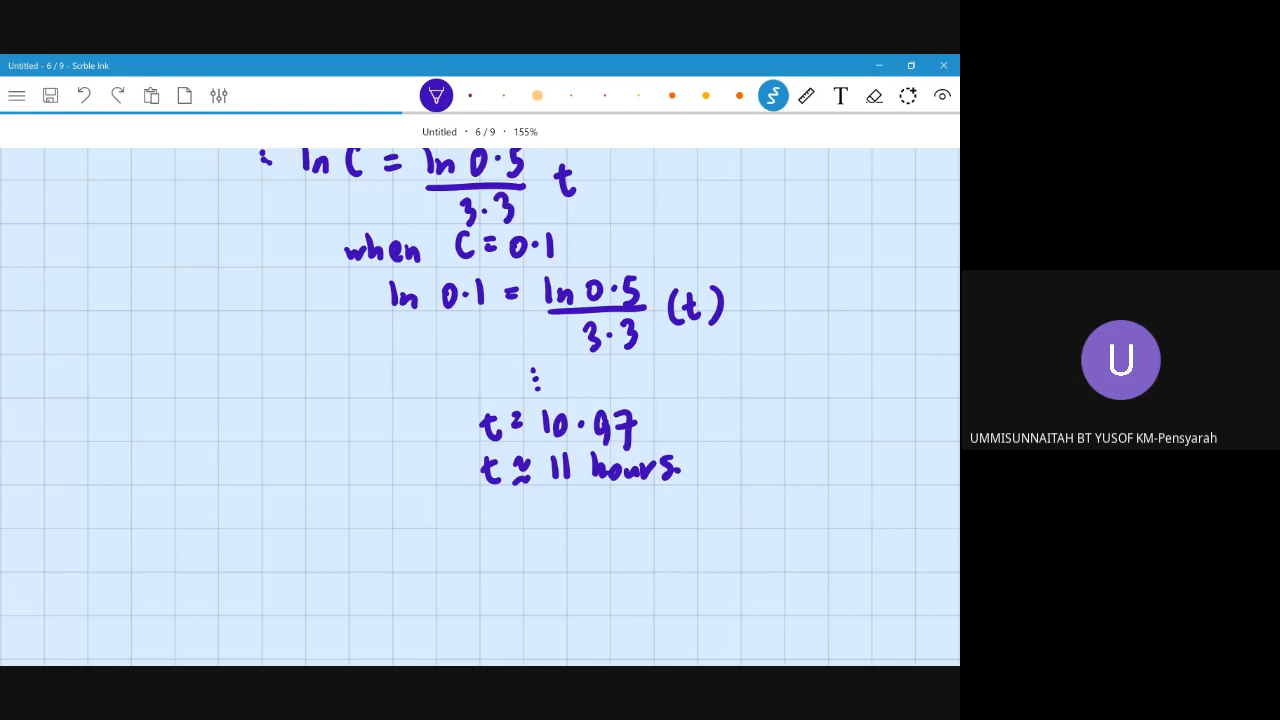 Untitled - 6 / 9 - Scrble Ink
T
Untitled · 6 / 9 · 155%
∴ ln C = ln 0.5 / 3.3 t
when C = 0.1
ln 0.1 = ln 0.5 / 3.3 (t)
⋮
t = 10.97
t ≈ 11 hours.
U
UMMISUNNAITAH BT YUSOF KM-Pensyarah